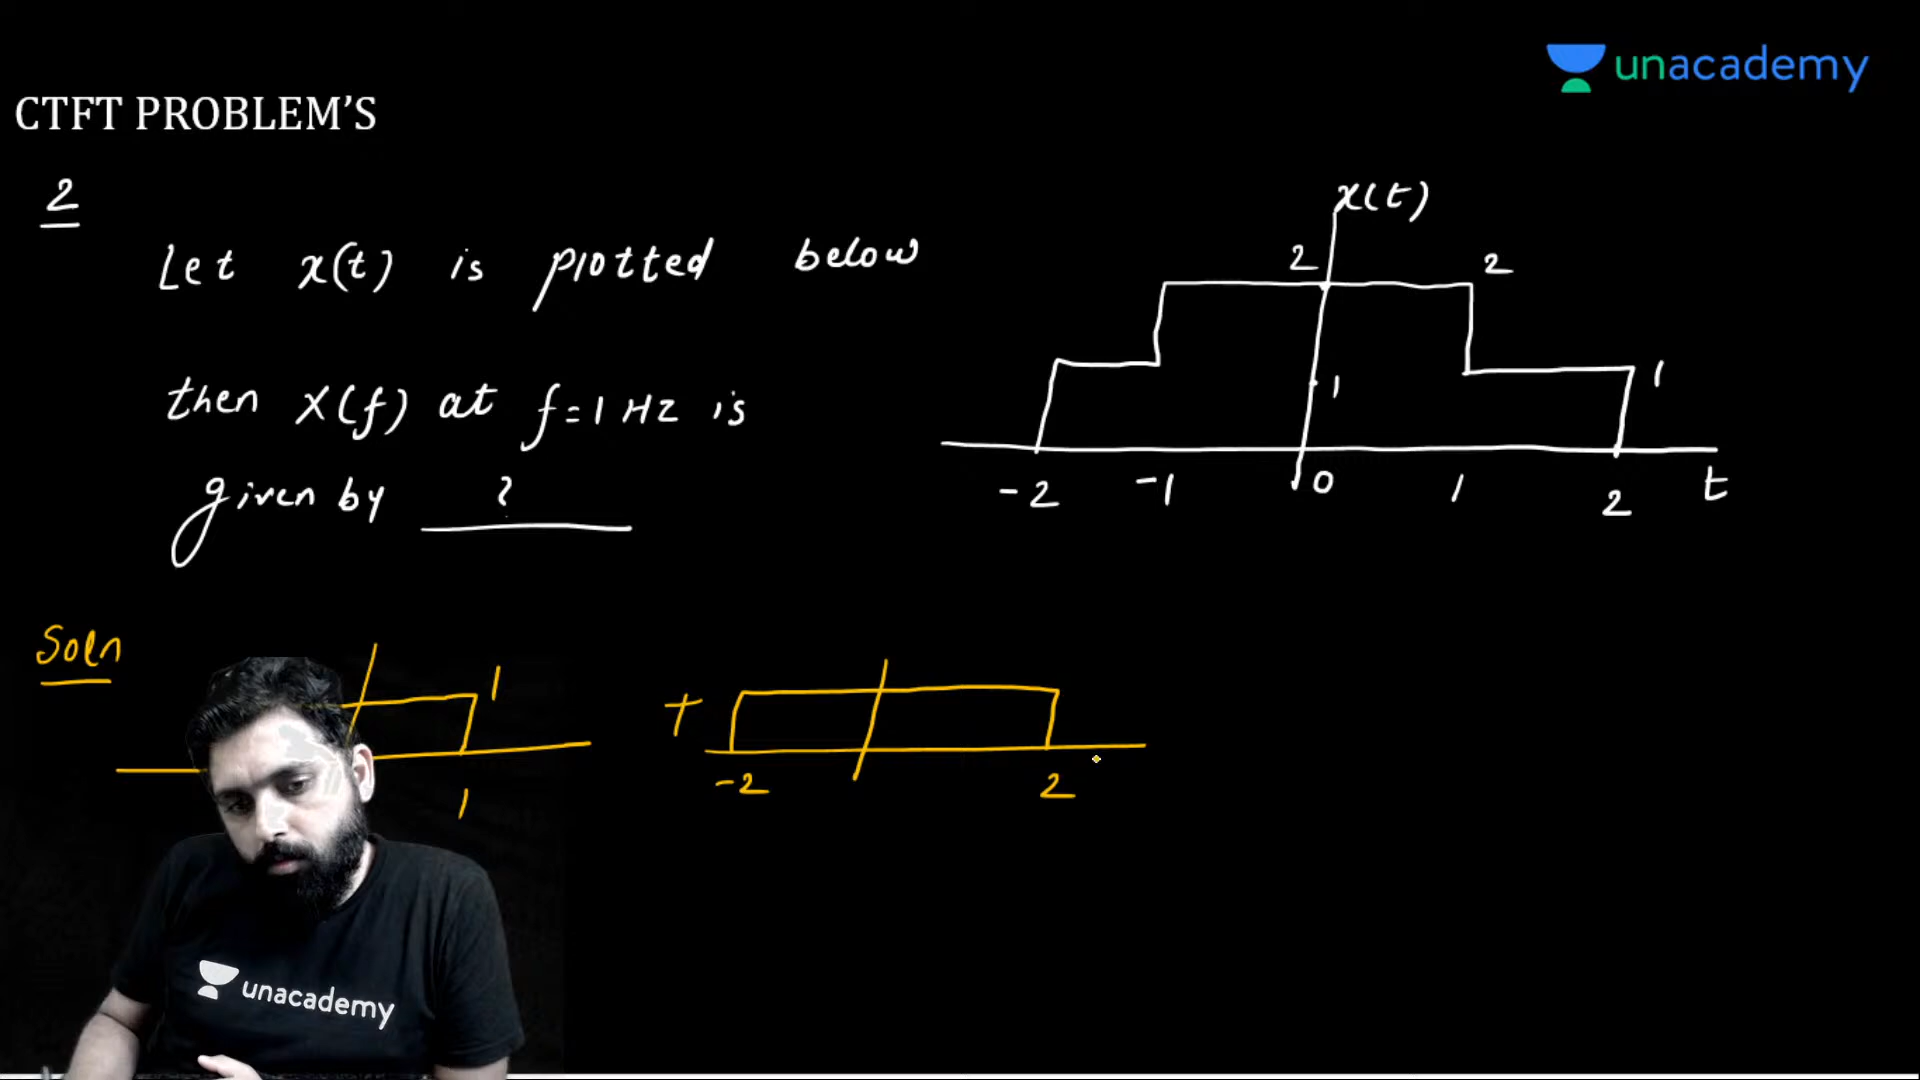 unacademy
CTFT PROBLEM'S
2
Let x(t) is plotted below
then X(f) at f=1 Hz is
given by ?
x(t)
2 2
1 1
-2 -1 0 1 2 t
Soln
1
1
+
-2 2
unacademy